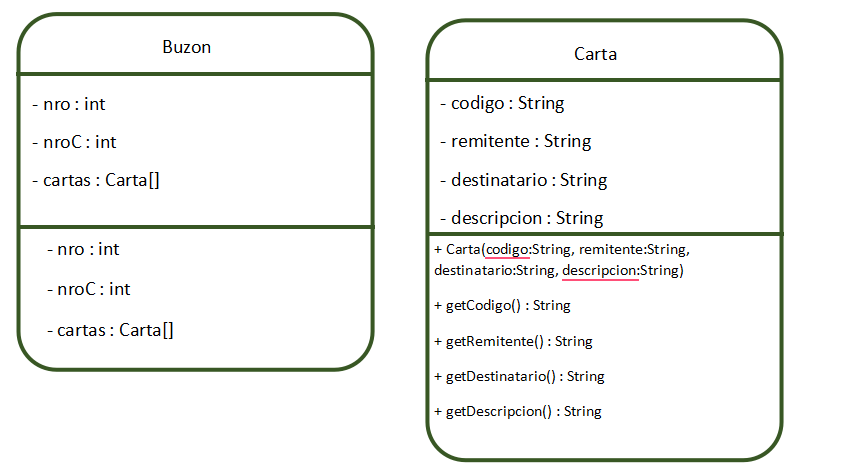 Buzon
- nro : int
- nroC : int
- cartas : Carta[]
- nro : int
- nroC : int
- cartas : Carta[]
Carta
- codigo : String
- remitente : String
- destinatario : String
- descripcion : String
+ Carta(codigo:String, remitente:String,
destinatario:String, descripcion:String)
+ getCodigo() : String
+ getRemitente() : String
+ getDestinatario() : String
+ getDescripcion() : String